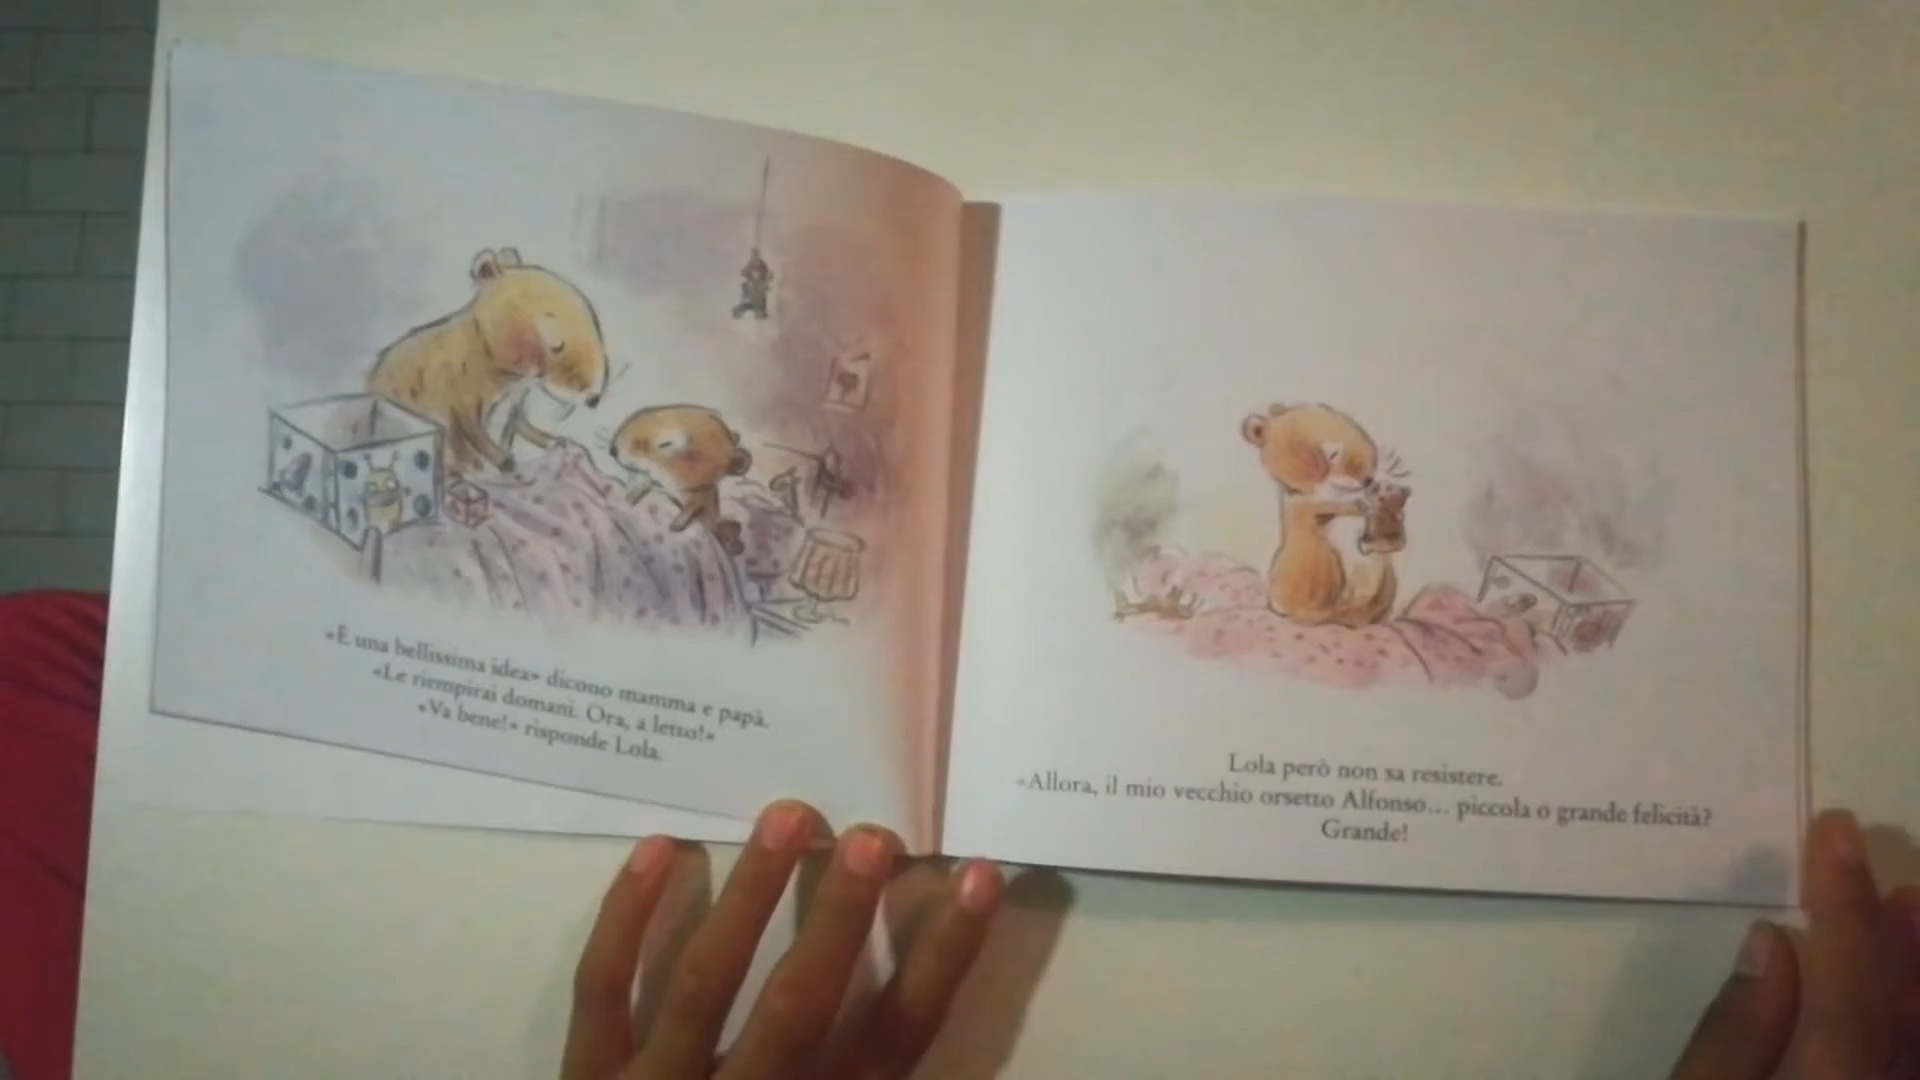 «È una bellissima idea» dicono mamma e papà.
«Le riempirai domani. Ora, a letto!»
«Va bene!» risponde Lola.
Lola però non sa resistere.
«Allora, il mio vecchio orsetto Alfonso... piccola o grande felicità?
Grande!